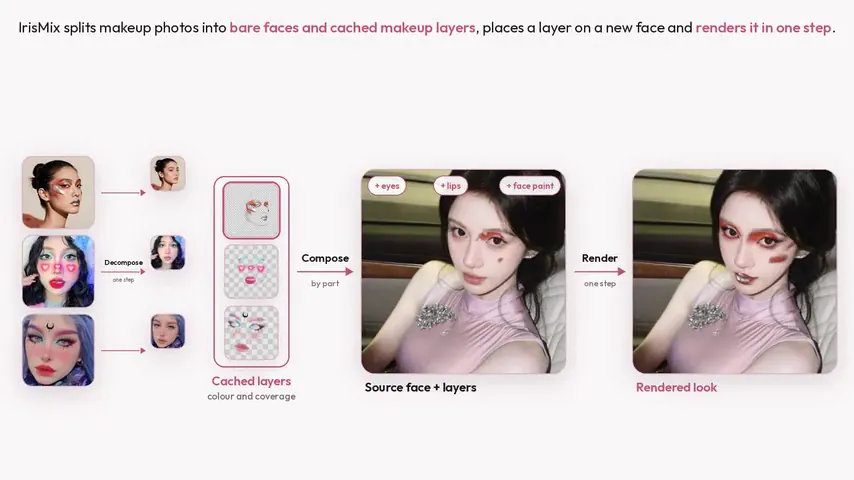 IrisMix splits makeup photos into bare faces and cached makeup layers, places a layer on a new face and renders it in one step.
+ eyes
+ lips
+ face paint
Decompose
one step
Compose
by part
Render
one step
Cached layers
colour and coverage
Source face + layers
Rendered look